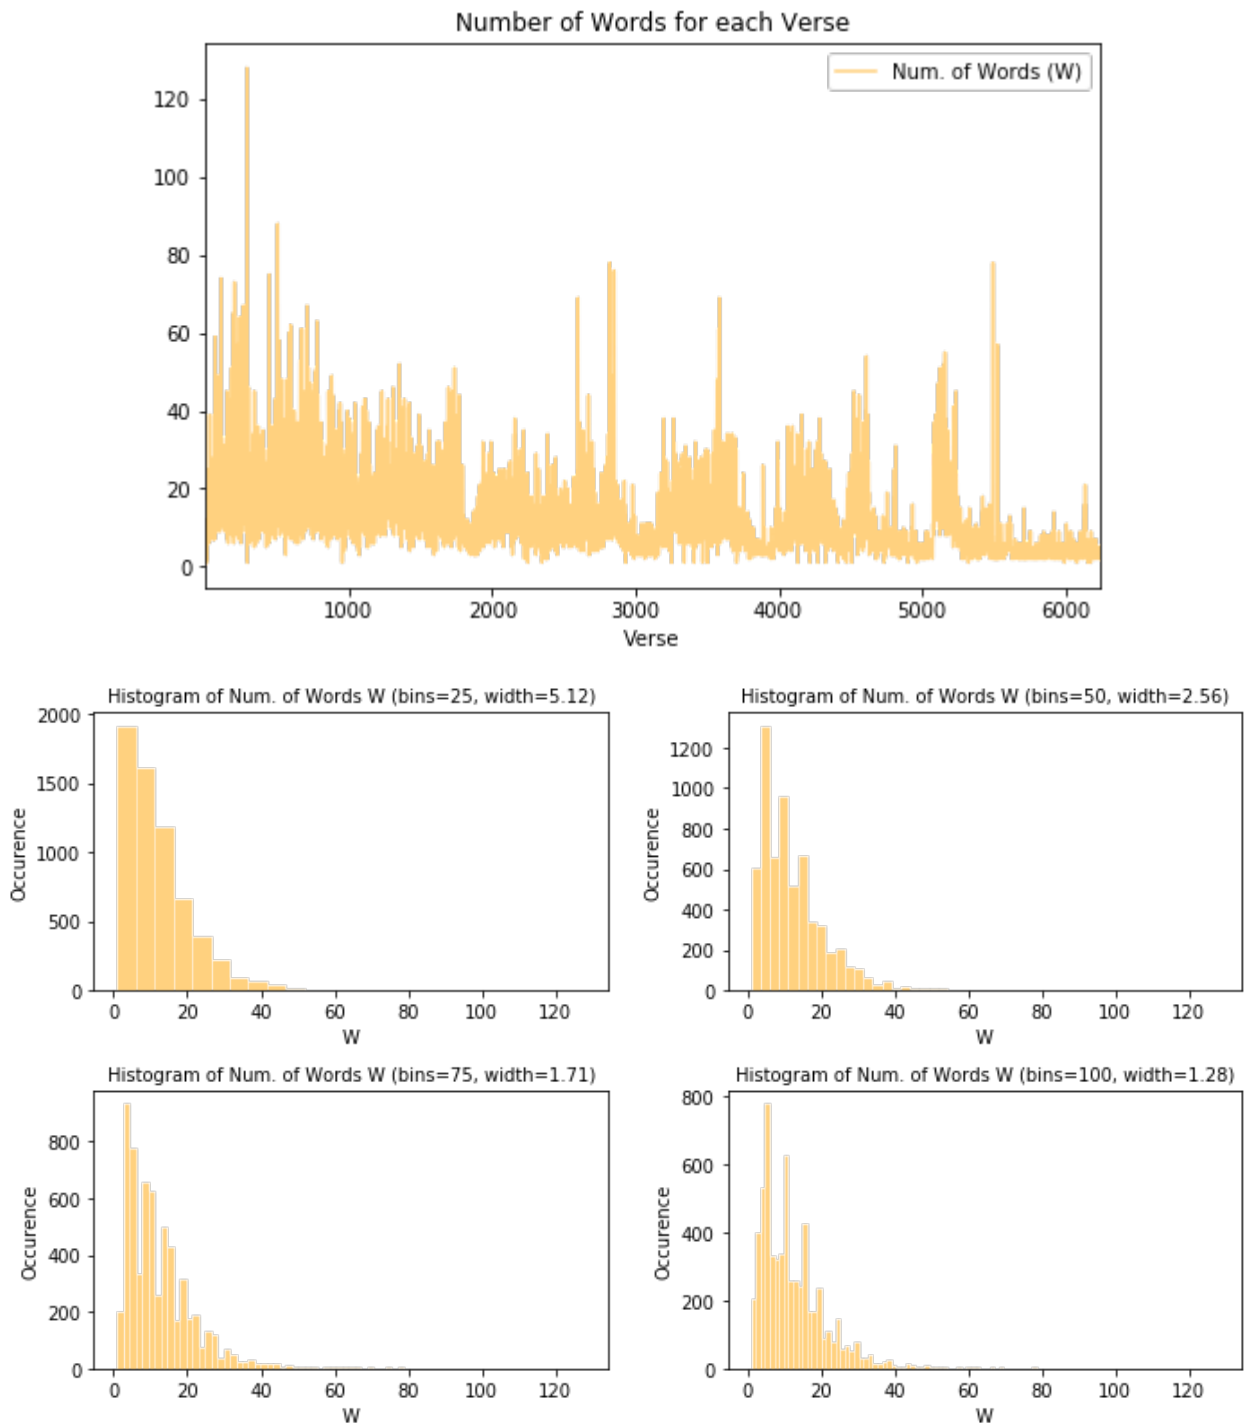 Number of Words for each Verse
Num. of Words (W)
120
100
80
60
40
20
0
1000 2000 3000 4000 5000 6000
Verse
Histogram of Num. of Words W (bins=25, width=5.12)
2000
1500
1000
500
0
Occurence
0 20 40 60 80 100 120
W
Histogram of Num. of Words W (bins=50, width=2.56)
1200
1000
800
600
400
200
0
Occurence
0 20 40 60 80 100 120
W
Histogram of Num. of Words W (bins=75, width=1.71)
800
600
400
200
0
Occurence
0 20 40 60 80 100 120
W
Histogram of Num. of Words W (bins=100, width=1.28)
800
600
400
200
0
Occurence
0 20 40 60 80 100 120
W